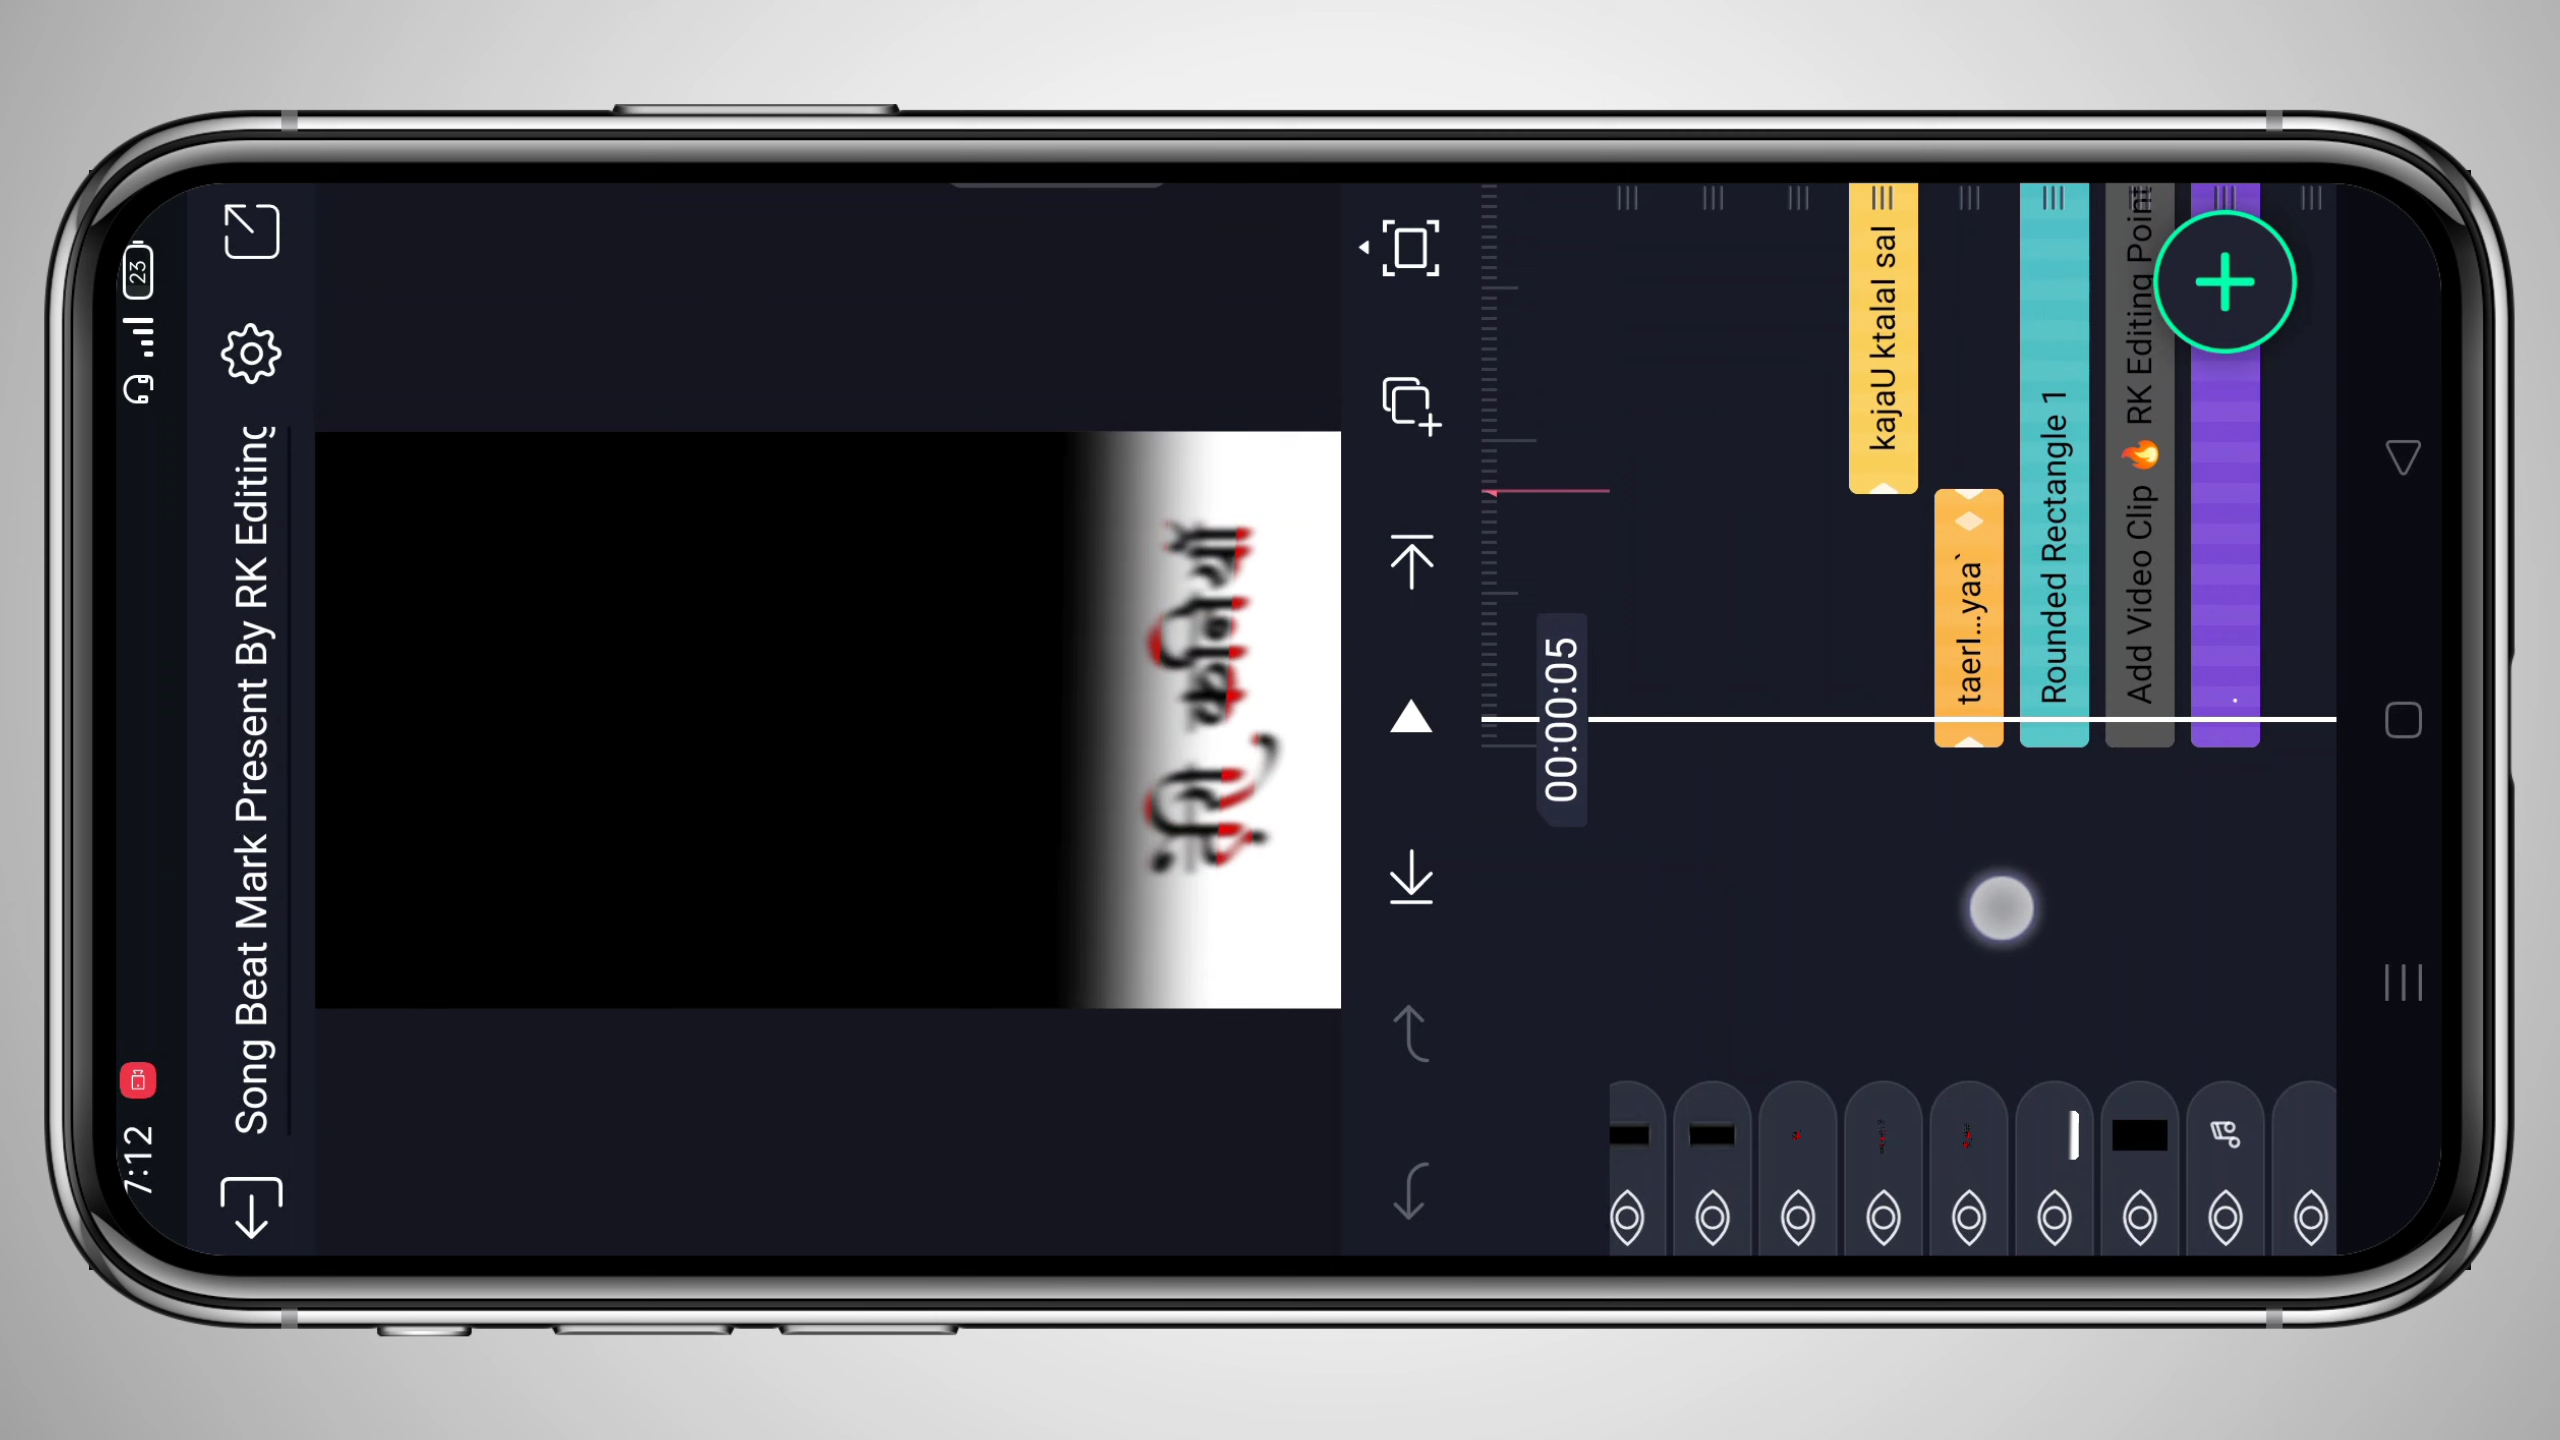 7:12
23
Song Beat Mark Present By RK Editing
00:00:05
kajaU ktalal sal
taerI...yaa`
Rounded Rectangle 1
Add Video Clip 🔥 RK Editing Point